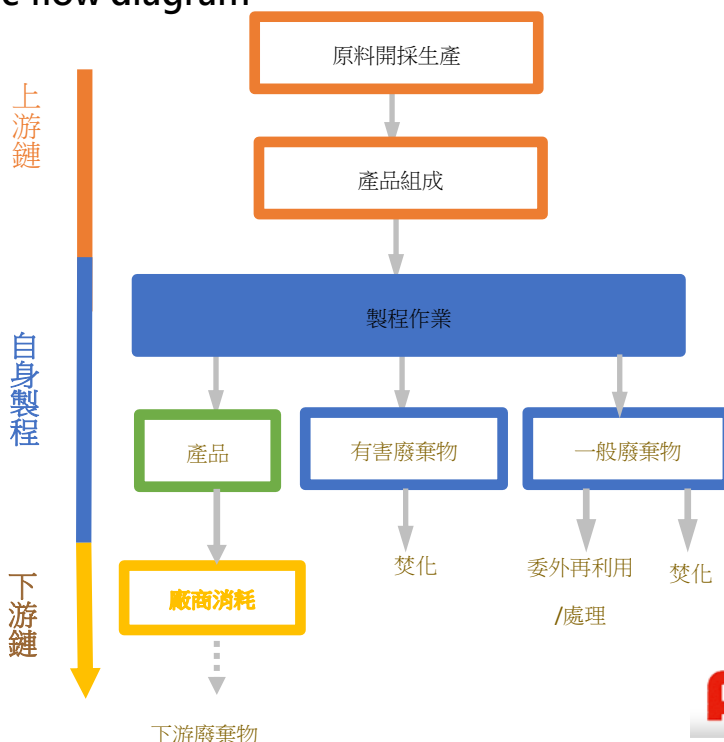 flow diagram
原料開採生產
上游鏈
產品組成
製程作業
自身製程
產品
有害廢棄物
一般廢棄物
焚化
委外再利用
/處理
焚化
下游鏈
廠商消耗
下游廢棄物